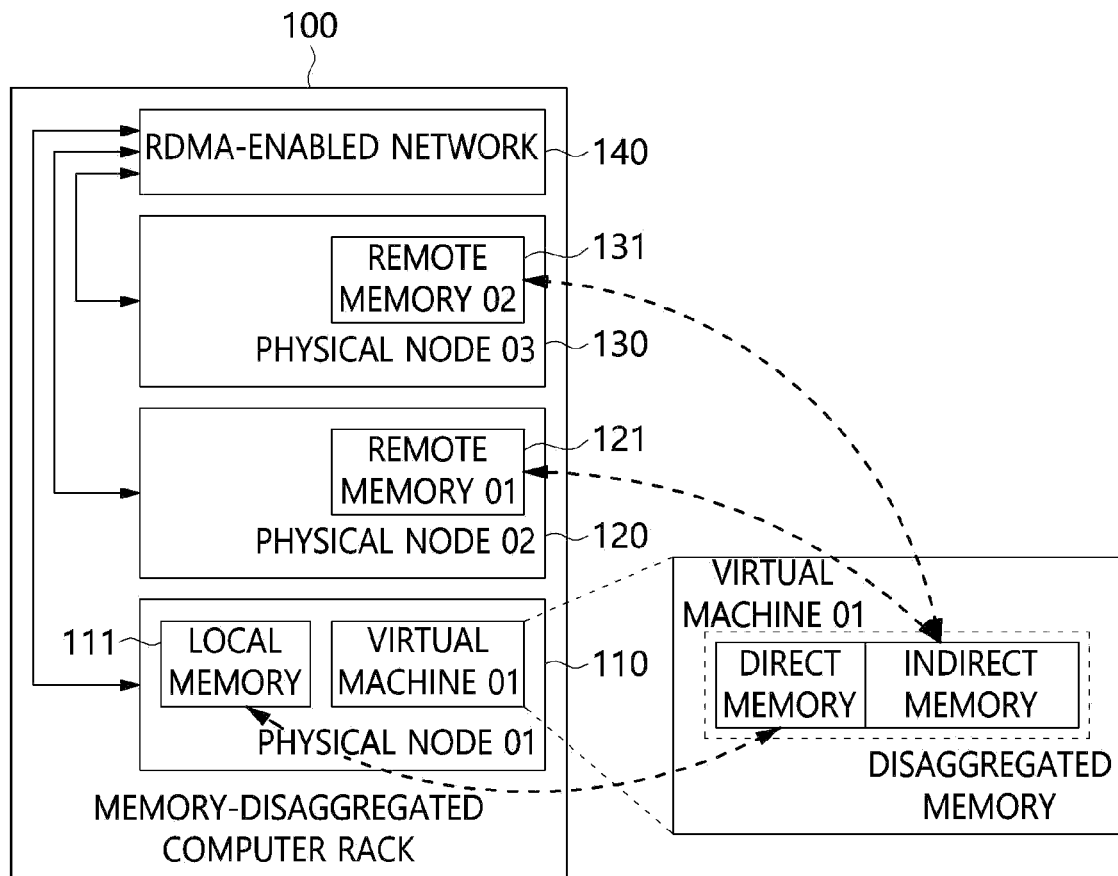 100
RDMA-ENABLED NETWORK
140
REMOTE
MEMORY 02
131
PHYSICAL NODE 03
130
REMOTE
MEMORY 01
121
PHYSICAL NODE 02
120
111
LOCAL
MEMORY
VIRTUAL
MACHINE 01
110
PHYSICAL NODE 01
MEMORY-DISAGGREGATED
COMPUTER RACK
VIRTUAL
MACHINE 01
DIRECT
MEMORY
INDIRECT
MEMORY
DISAGGREGATED
MEMORY